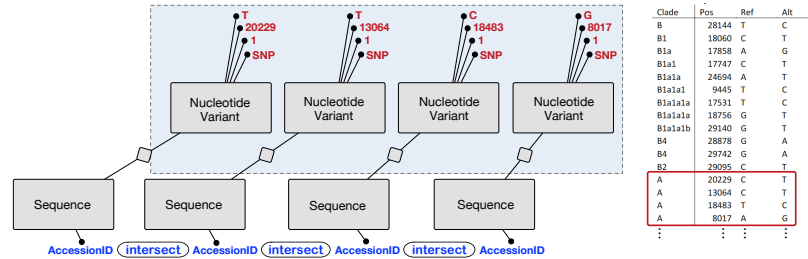 T T C G
20229 13064 18483 8017
1 1 1 1
SNP SNP SNP SNP
Nucleotide Variant Nucleotide Variant Nucleotide Variant Nucleotide Variant
Sequence Sequence Sequence Sequence
AccessionID intersect AccessionID intersect AccessionID intersect AccessionID
Clade Pos Ref Alt
B 28144 T C
B1 18060 C T
B1a 17858 A G
B1a1 17747 C T
B1a1a 24694 A T
B1a1a1 9445 T C
B1a1a1a 17531 T C
B1a1a1a 18756 G T
B1a1a1b 29140 G T
B4 28878 G A
B4 29742 G A
B2 29095 C T
A 20229 C T
A 13064 C T
A 18483 T C
A 8017 A G